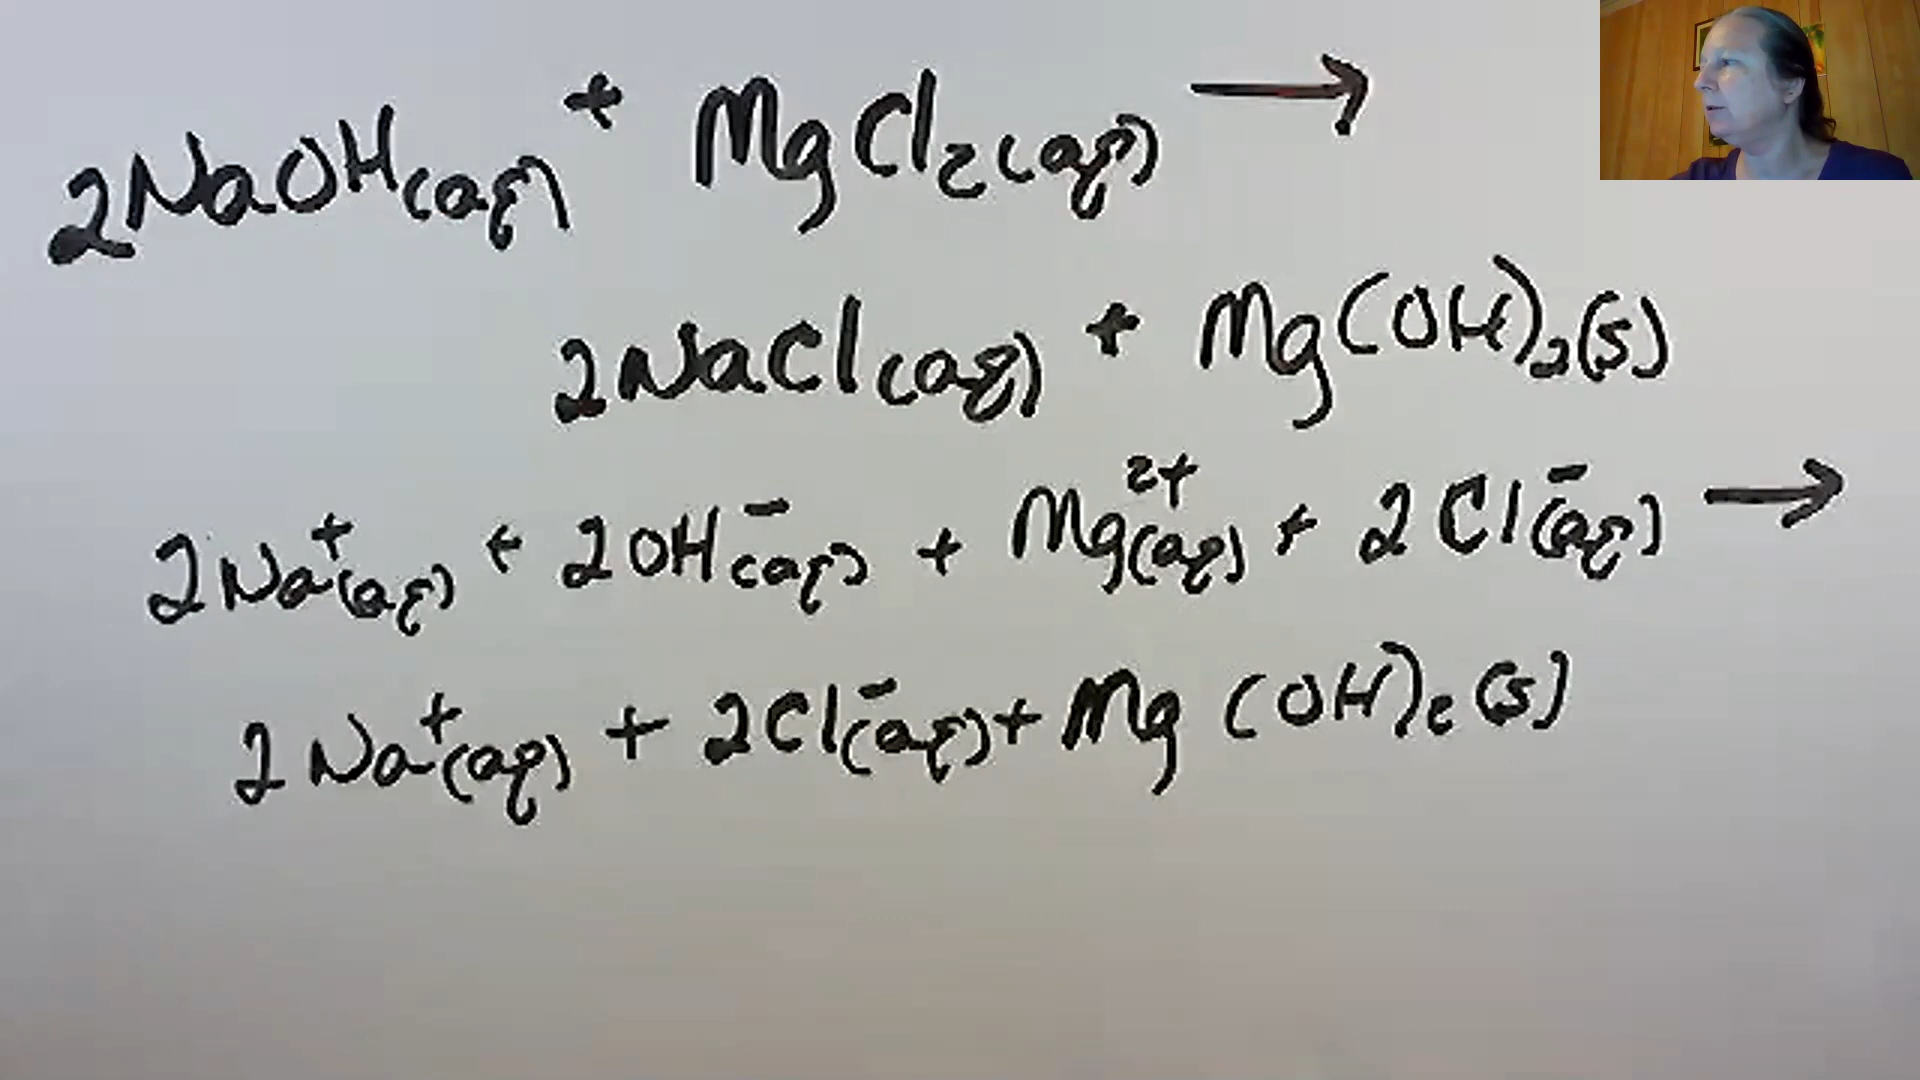 2NaOH(aq) + MgCl₂(aq) →
2NaCl(aq) + Mg(OH)₂(s)
2Na⁺(aq) + 2OH⁻(aq) + Mg²⁺(aq) + 2Cl⁻(aq) →
2Na⁺(aq) + 2Cl⁻(aq) + Mg(OH)₂(s)